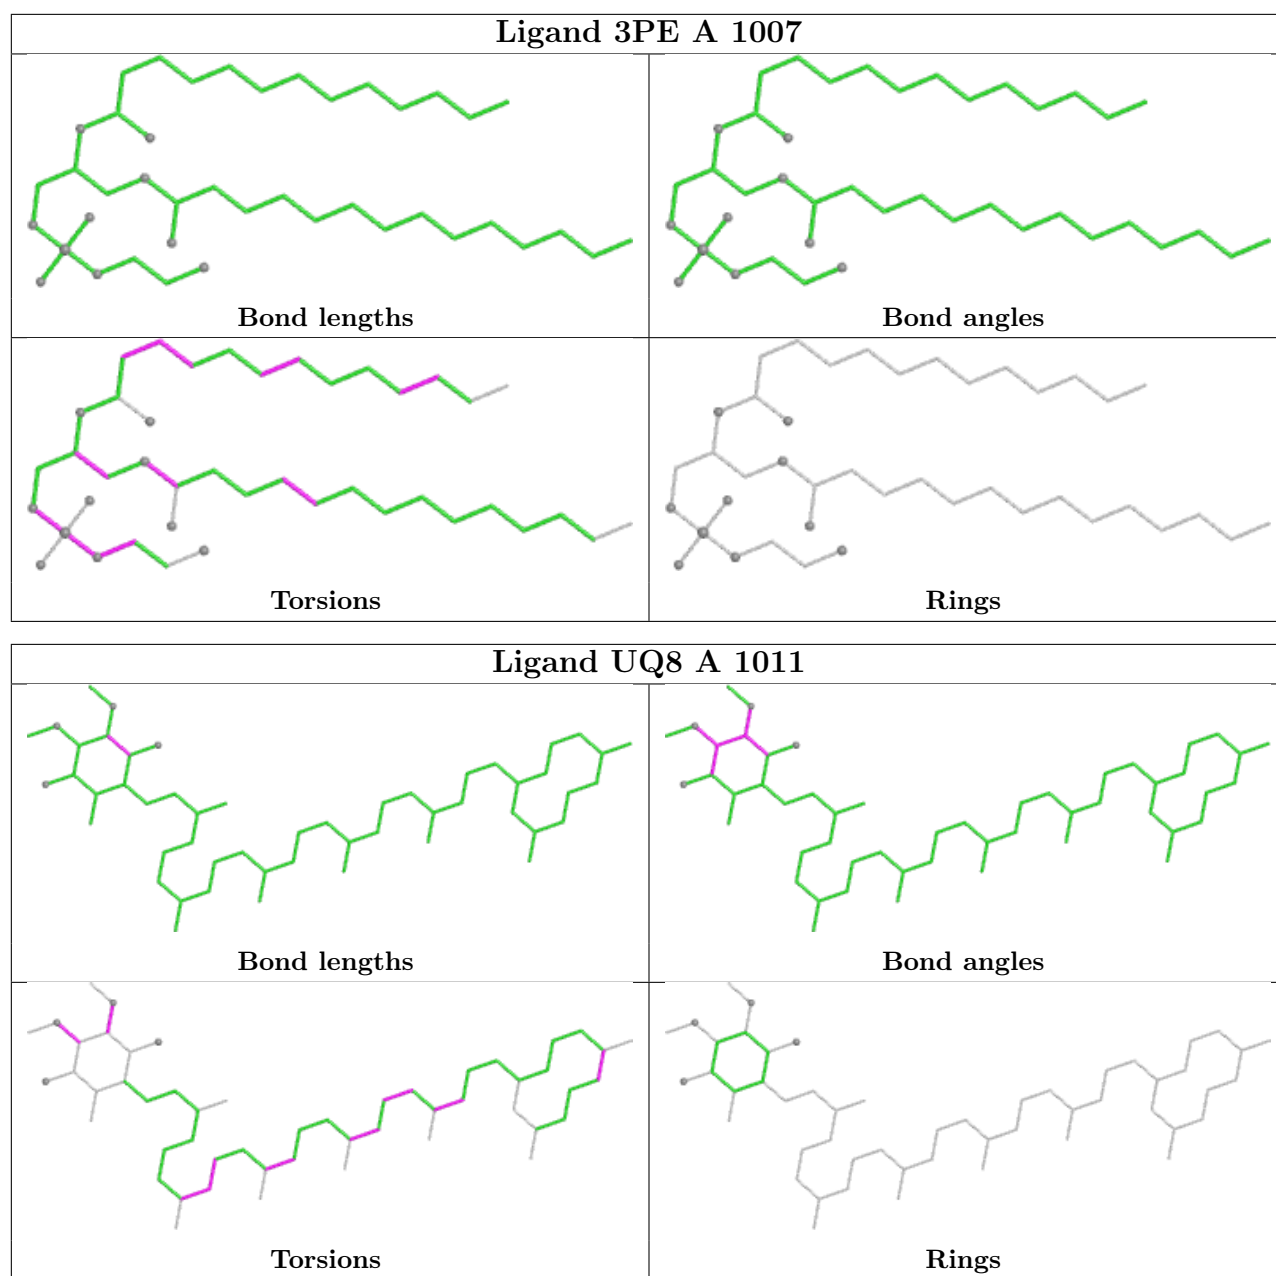 Ligand 3PE A 1007
Bond lengths
Bond angles
Torsions
Rings
Ligand UQ8 A 1011
Bond lengths
Bond angles
Torsions
Rings